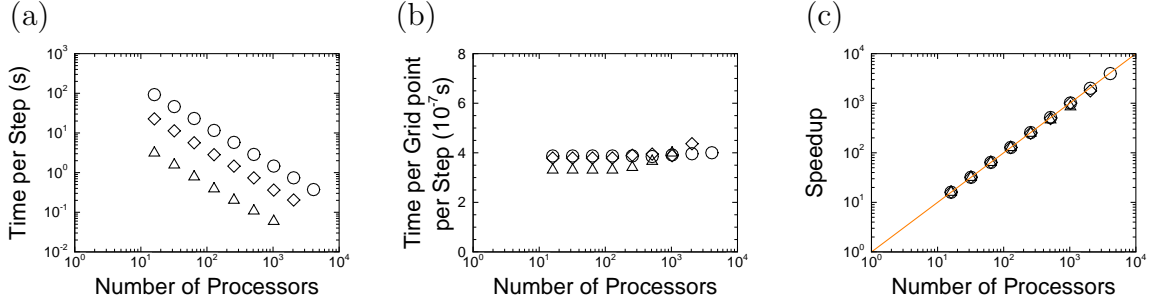 (a)
Time per Step (s)
10^3
10^2
10^1
10^0
10^-1
10^-2
10^0 10^1 10^2 10^3 10^4
Number of Processors
(b)
Time per Grid point
per Step (10^-7s)
8
6
4
2
0
10^0 10^1 10^2 10^3 10^4
Number of Processors
(c)
Speedup
10^4
10^3
10^2
10^1
10^0
10^0 10^1 10^2 10^3 10^4
Number of Processors